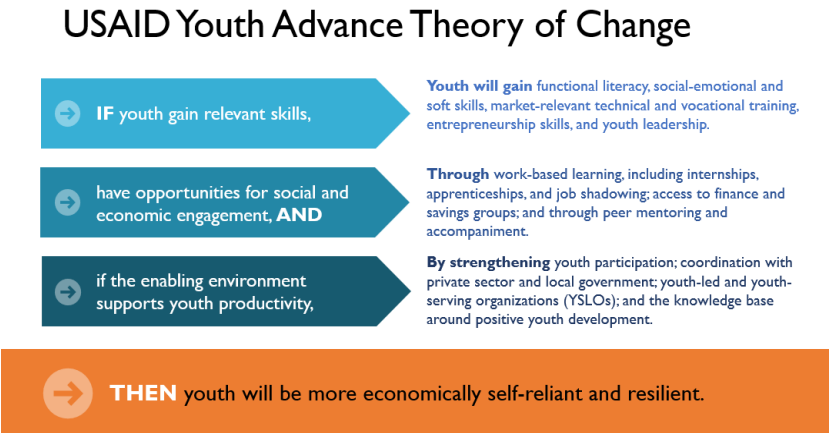 USAID Youth Advance Theory of Change
IF youth gain relevant skills,
Youth will gain functional literacy, social-emotional and
soft skills, market-relevant technical and vocational training,
entrepreneurship skills, and youth leadership.
have opportunities for social and
economic engagement, AND
Through work-based learning, including internships,
apprenticeships, and job shadowing; access to finance and
savings groups; and through peer mentoring and
accompaniment.
if the enabling environment
supports youth productivity,
By strengthening youth participation; coordination with
private sector and local government; youth-led and youth-
serving organizations (YSLOs); and the knowledge base
around positive youth development.
THEN youth will be more economically self-reliant and resilient.